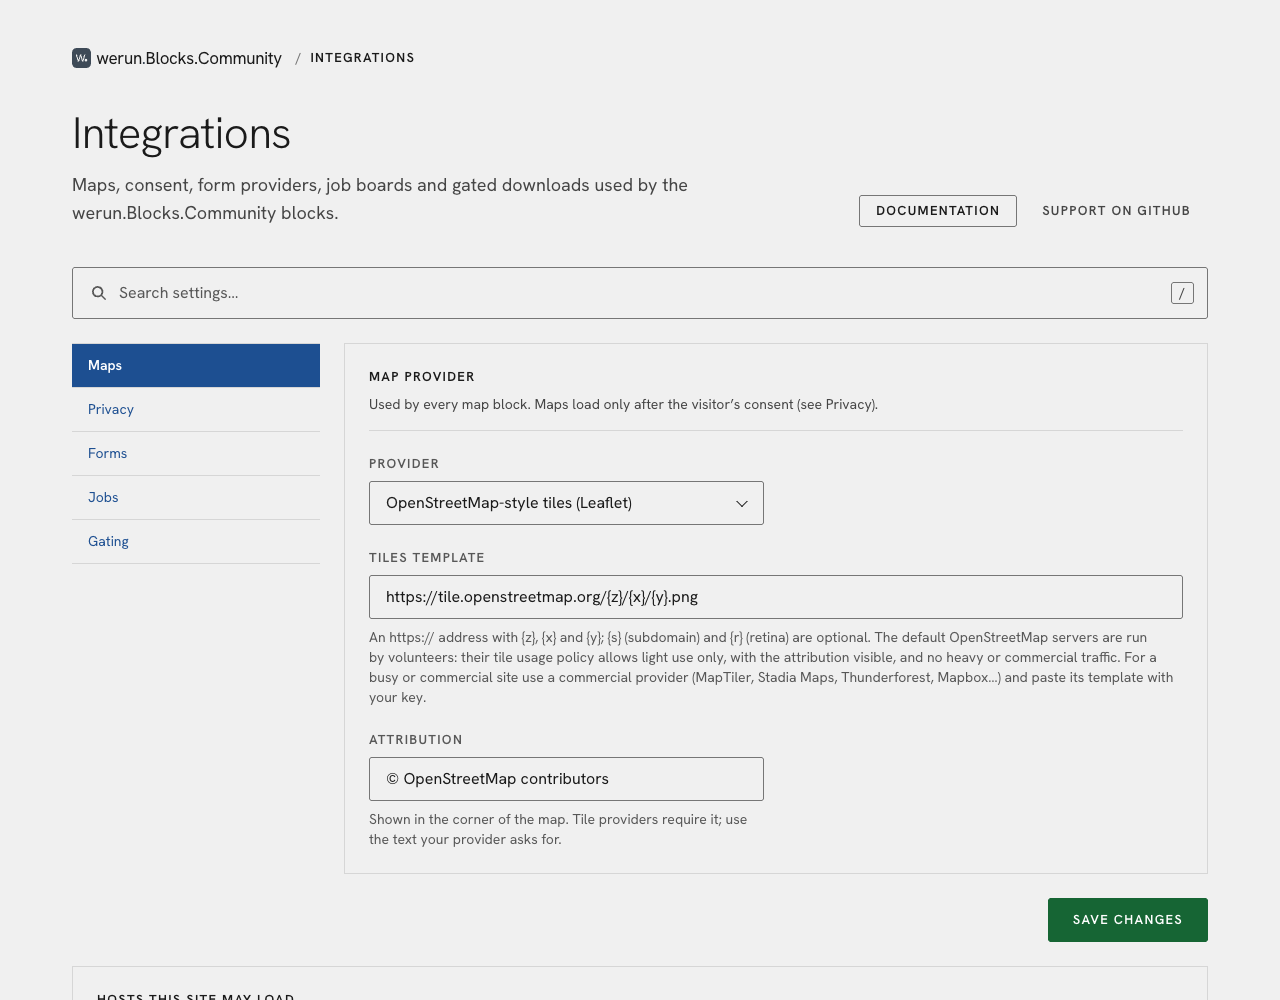 W. werun.Blocks.Community / INTEGRATIONS
Integrations
Maps, consent, form providers, job boards and gated downloads used by the
werun.Blocks.Community blocks.
DOCUMENTATION
SUPPORT ON GITHUB
Search settings...
/
Maps
Privacy
Forms
Jobs
Gating
MAP PROVIDER
Used by every map block. Maps load only after the visitor’s consent (see Privacy).
PROVIDER
OpenStreetMap-style tiles (Leaflet)
TILES TEMPLATE
https://tile.openstreetmap.org/{z}/{x}/{y}.png
An https:// address with {z}, {x} and {y}; {s} (subdomain) and {r} (retina) are optional. The default OpenStreetMap servers are run
by volunteers: their tile usage policy allows light use only, with the attribution visible, and no heavy or commercial traffic. For a
busy or commercial site use a commercial provider (MapTiler, Stadia Maps, Thunderforest, Mapbox…) and paste its template with
your key.
ATTRIBUTION
© OpenStreetMap contributors
Shown in the corner of the map. Tile providers require it; use
the text your provider asks for.
SAVE CHANGES
HOSTS THIS SITE MAY LOAD